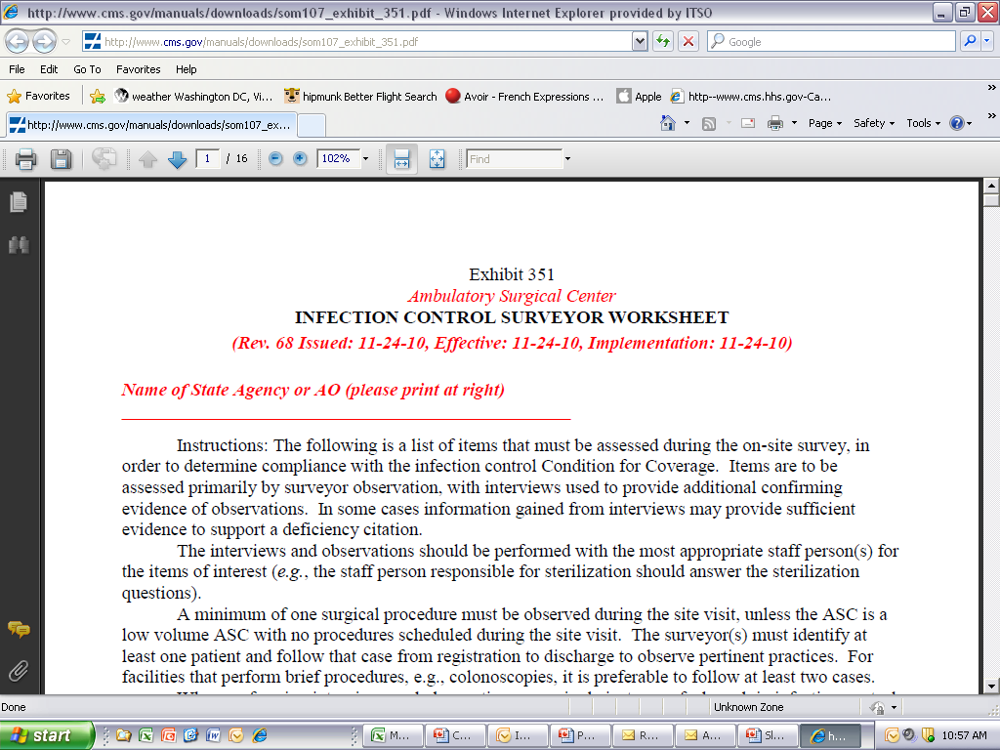 http://www.cms.gov/manuals/downloads/som107_exhibit_351.pdf - Windows Internet Explorer provided by ITSO
http://www.cms.gov/manuals/downloads/som107_exhibit_351.pdf
Google
File Edit Go To Favorites Help
Favorites weather Washington DC, Vi... hipmunk Better Flight Search Avoir - French Expressions ... Apple http--www.cms.hhs.gov-Ca...
http://www.cms.gov/manuals/downloads/som107_ex... Page Safety Tools
1 / 16 102% Find
Exhibit 351
Ambulatory Surgical Center
INFECTION CONTROL SURVEYOR WORKSHEET
(Rev. 68 Issued: 11-24-10, Effective: 11-24-10, Implementation: 11-24-10)
Name of State Agency or AO (please print at right)
Instructions: The following is a list of items that must be assessed during the on-site survey, in
order to determine compliance with the infection control Condition for Coverage. Items are to be
assessed primarily by surveyor observation, with interviews used to provide additional confirming
evidence of observations. In some cases information gained from interviews may provide sufficient
evidence to support a deficiency citation.
The interviews and observations should be performed with the most appropriate staff person(s) for
the items of interest (e.g., the staff person responsible for sterilization should answer the sterilization
questions).
A minimum of one surgical procedure must be observed during the site visit, unless the ASC is a
low volume ASC with no procedures scheduled during the site visit. The surveyor(s) must identify at
least one patient and follow that case from registration to discharge to observe pertinent practices. For
facilities that perform brief procedures, e.g., colonoscopies, it is preferable to follow at least two cases.
Done Unknown Zone
start M... C... I... P... R... A... Sl... h... 10:57 AM